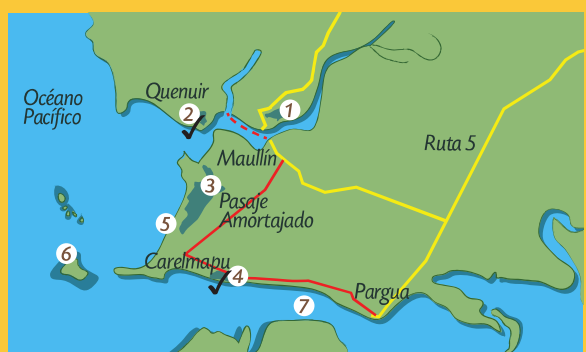 Quenuir
2
1
Océano
Pacífico
Ruta 5
Maullín
3
Pasaje
Amortajado
5
6
Carelmapu
4
7
Pargua